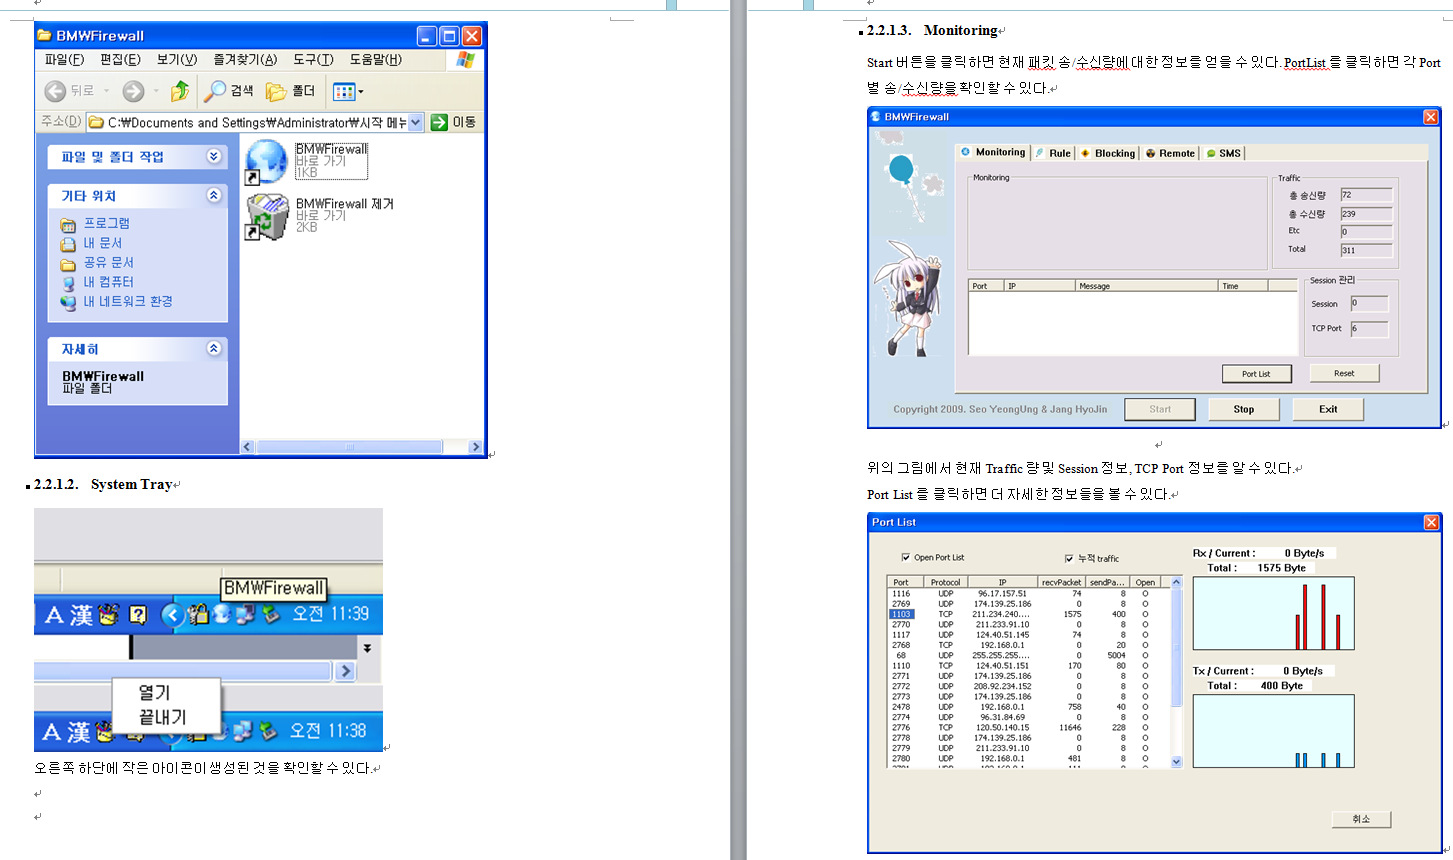 BMWFirewall
파일(F) 편집(E) 보기(V) 즐겨찾기(A) 도구(T) 도움말(H)
뒤로 검색 폴더
주소(D) C:₩Documents and Settings₩Administrator₩시작 메뉴 이동
파일 및 폴더 작업
기타 위치
프로그램
내 문서
공유 문서
내 컴퓨터
내 네트워크 환경
자세히
BMWFirewall
파일 폴더
BMWFirewall
바로 가기
1KB
BMWFirewall 제거
바로 가기
2KB
2.2.1.2. System Tray
BMWFirewall
A 漢 오전 11:39
열기
끝내기
A 漢 오전 11:38
오른쪽 하단에 작은 아이콘이 생성된 것을 확인할 수 있다.
2.2.1.3. Monitoring
Start 버튼을 클릭하면 현재 패킷 송/수신량에 대한 정보를 얻을 수 있다. PortList 를 클릭하면 각 Port
별 송/수신량을 확인할 수 있다.
BMWFirewall
Monitoring Rule Blocking Remote SMS
Monitoring
Traffic
총 송신량 72
총 수신량 239
Etc 0
Total 311
Port IP Message Time
Session 관리
Session 0
TCP Port 6
Port List Reset
Copyright 2009. Seo YeongUng & Jang HyoJin Start Stop Exit
위의 그림에서 현재 Traffic 량 및 Session 정보, TCP Port 정보를 알 수 있다.
Port List 를 클릭하면 더 자세한 정보들을 볼 수 있다.
Port List
Open Port List 누적 traffic
Port Protocol IP recvPacket sendPa... Open
1116 UDP 96.17.157.51 74 8 O
2769 UDP 174.139.25.186 0 8 O
1103 TCP 211.234.240.... 1575 400 O
2770 UDP 211.233.91.10 0 8 O
1117 UDP 124.40.51.145 74 8 O
2768 TCP 192.168.0.1 0 20 O
68 UDP 255.255.255.... 0 5004 O
1110 TCP 124.40.51.151 170 80 O
2771 UDP 174.139.25.186 0 8 O
2772 UDP 208.92.234.152 0 8 O
2773 UDP 174.139.25.186 0 8 O
2478 UDP 192.168.0.1 758 40 O
2774 UDP 96.31.84.69 0 8 O
2776 TCP 120.50.140.15 11646 228 O
2778 UDP 174.139.25.186 0 8 O
2779 UDP 211.233.91.10 0 8 O
2780 UDP 192.168.0.1 481 8 O
Rx / Current : 0 Byte/s
Total : 1575 Byte
Tx / Current : 0 Byte/s
Total : 400 Byte
취소